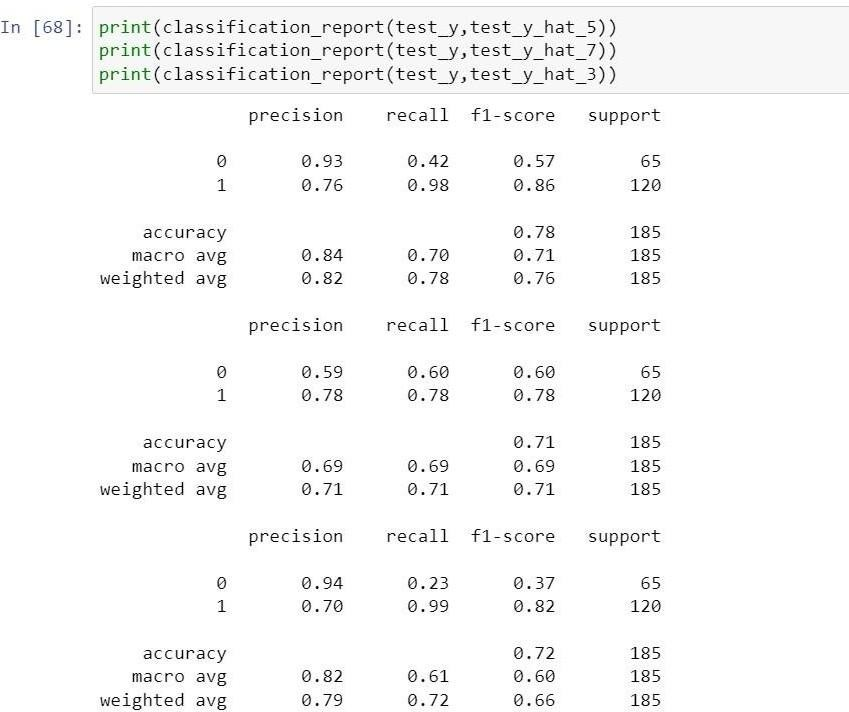 In [68]: print(classification_report(test_y,test_y_hat_5))
print(classification_report(test_y,test_y_hat_7))
print(classification_report(test_y,test_y_hat_3))
precision recall f1-score support
0 0.93 0.42 0.57 65
1 0.76 0.98 0.86 120
accuracy 0.78 185
macro avg 0.84 0.70 0.71 185
weighted avg 0.82 0.78 0.76 185
precision recall f1-score support
0 0.59 0.60 0.60 65
1 0.78 0.78 0.78 120
accuracy 0.71 185
macro avg 0.69 0.69 0.69 185
weighted avg 0.71 0.71 0.71 185
precision recall f1-score support
0 0.94 0.23 0.37 65
1 0.70 0.99 0.82 120
accuracy 0.72 185
macro avg 0.82 0.61 0.60 185
weighted avg 0.79 0.72 0.66 185